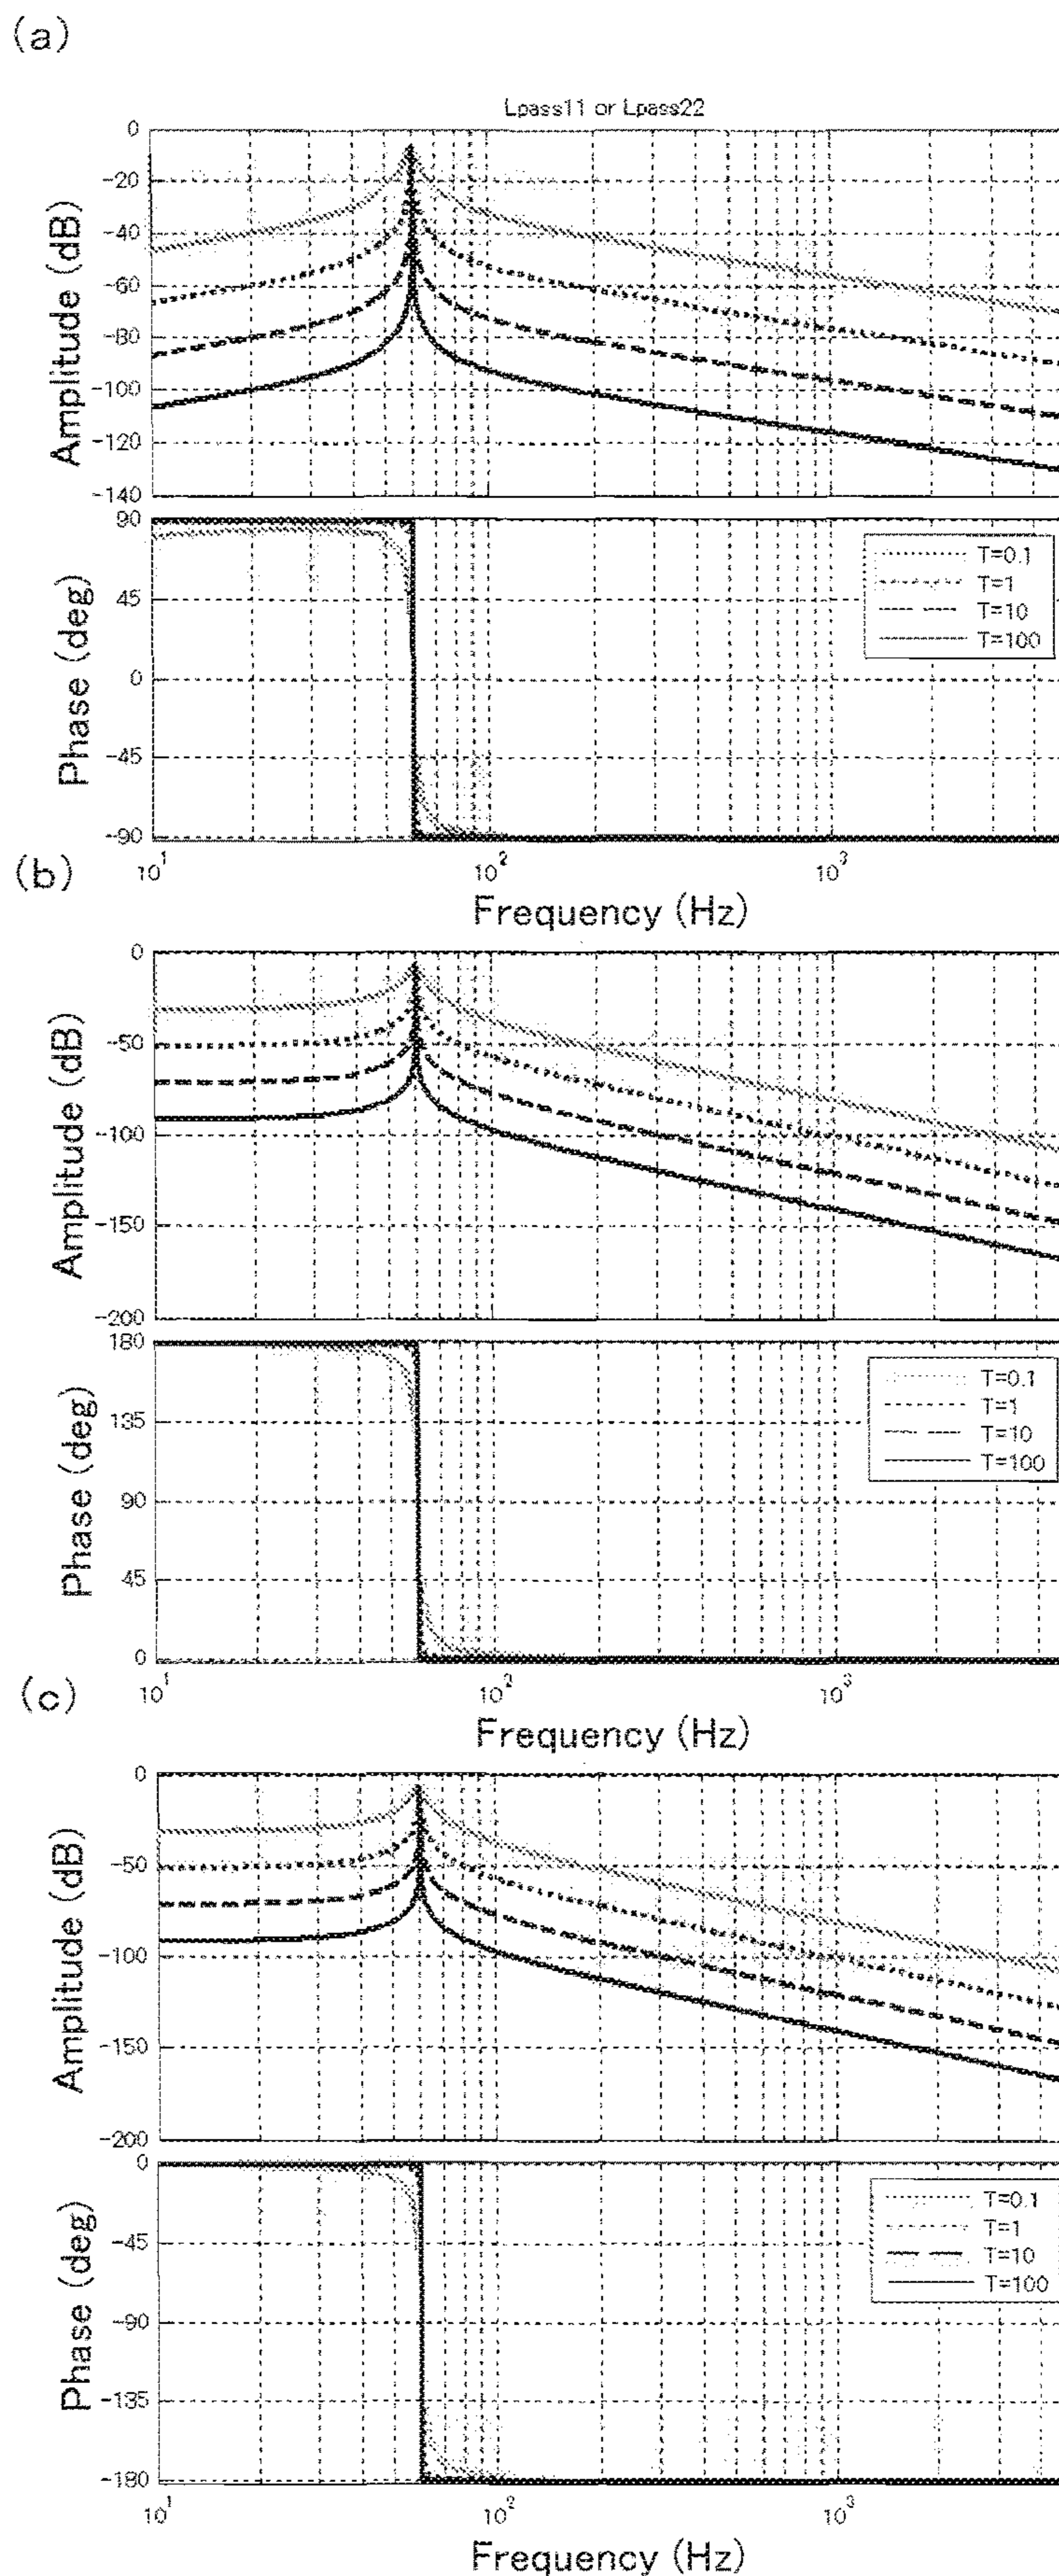 (a)
Lpass11 or Lpass22
0
-20
-40
-60
-80
-100
-120
-140
Amplitude (dB)
90
45
0
-45
-90
Phase (deg)
T=0.1
T=1
T=10
T=100
10¹
10²
10³
Frequency (Hz)
(b)
0
-50
-100
-150
-200
Amplitude (dB)
180
135
90
45
0
Phase (deg)
T=0.1
T=1
T=10
T=100
10¹
10²
10³
Frequency (Hz)
(c)
0
-50
-100
-150
-200
Amplitude (dB)
0
-45
-90
-135
-180
Phase (deg)
T=0.1
T=1
T=10
T=100
10¹
10²
10³
Frequency (Hz)